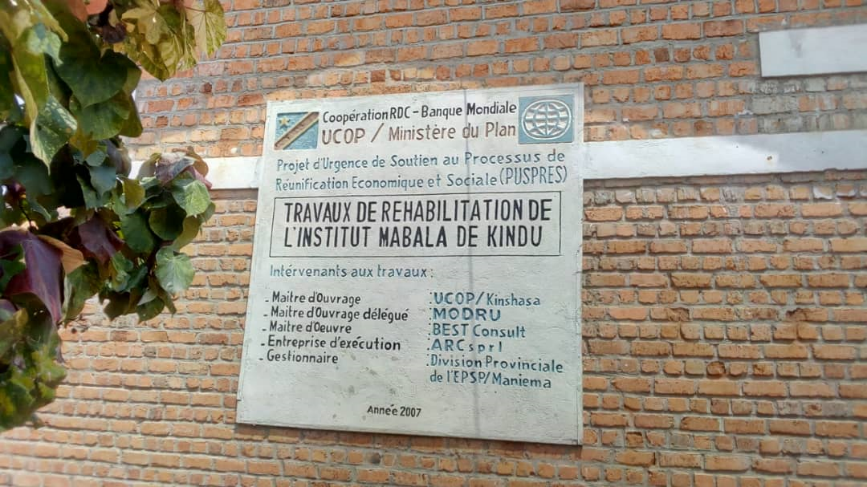 Coopération RDC - Banque Mondiale
UCOP / Ministère du Plan
Projet d'Urgence de Soutien au Processus de
Réunification Economique et Sociale (PUSPRES)
TRAVAUX DE REHABILITATION DE
L'INSTITUT MABALA DE KINDU
Intérvenants aux travaux :
- Maitre d'Ouvrage : UCOP/Kinshasa
- Maitre d'Ouvrage délégué : MODRU
- Maitre d'Oeuvre : BEST Consult
- Entreprise d'exécution : ARC sprl
- Gestionnaire : Division Provinciale
de l'EPSP/Maniema
Année 2007